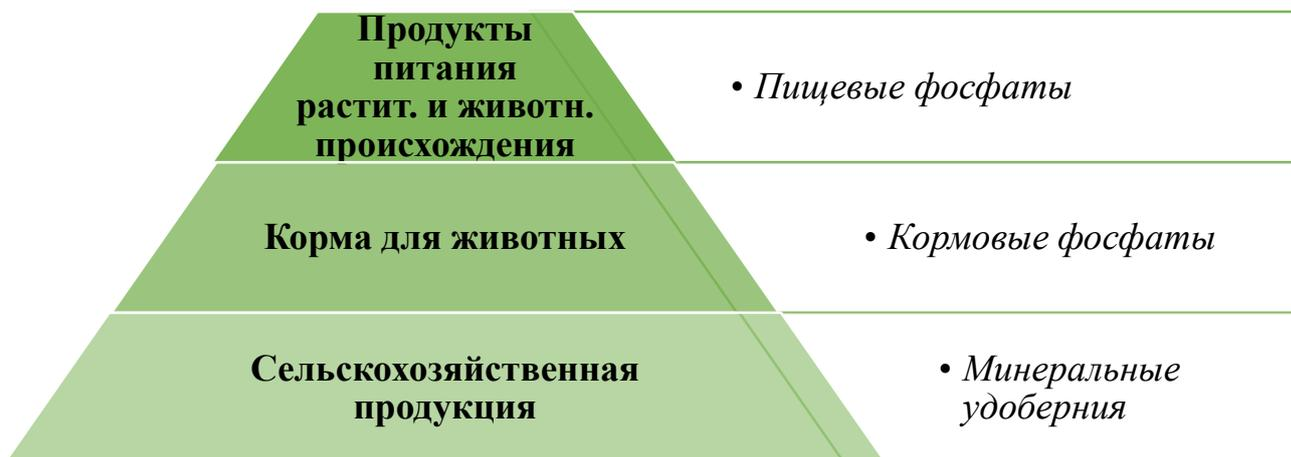 Продукты
питания
растит. и животн.
происхождения
• Пищевые фосфаты
Корма для животных
• Кормовые фосфаты
Сельскохозяйственная
продукция
• Минеральные
удоберния